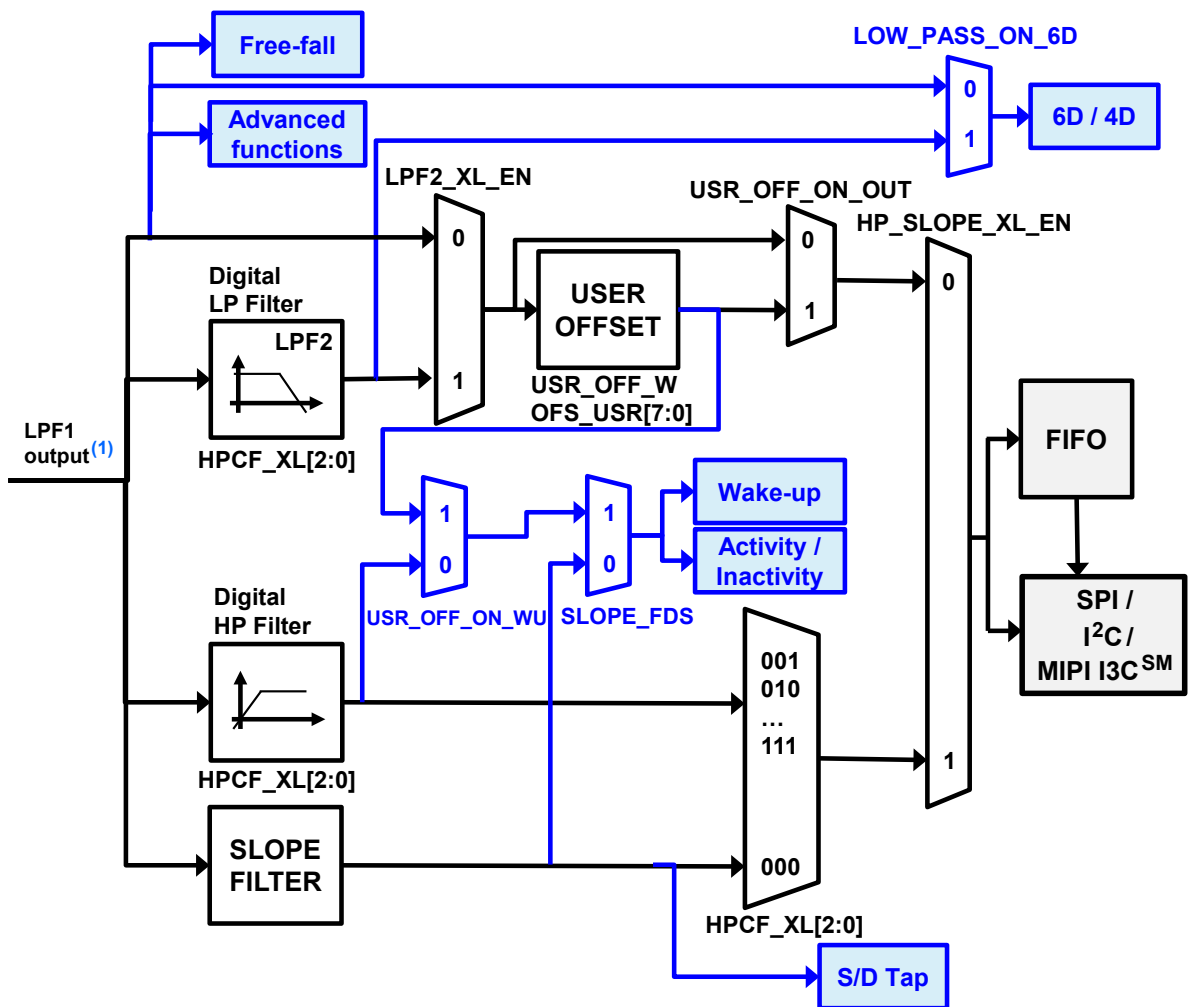 Free-fall
LOW_PASS_ON_6D
0
1
6D / 4D
Advanced
functions
LPF2_XL_EN
0
1
USR_OFF_ON_OUT
0
1
HP_SLOPE_XL_EN
0
1
Digital
LP Filter
LPF2
HPCF_XL[2:0]
USER
OFFSET
USR_OFF_W
OFS_USR[7:0]
LPF1
output(1)
FIFO
Wake-up
1
0
USR_OFF_ON_WU
1
0
SLOPE_FDS
Activity /
Inactivity
SPI /
I2C /
MIPI I3CSM
Digital
HP Filter
HPCF_XL[2:0]
001
010
…
111
000
HPCF_XL[2:0]
SLOPE
FILTER
S/D Tap